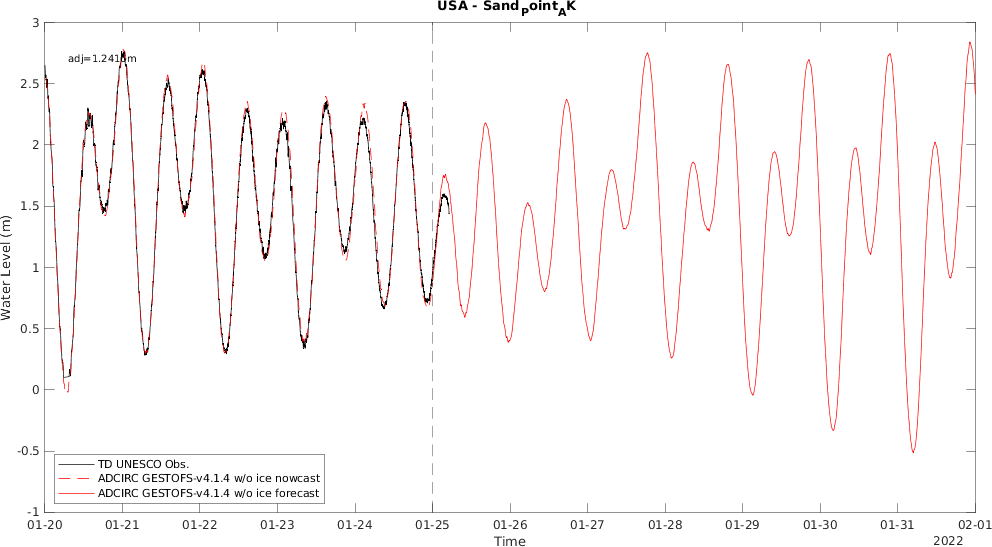 USA - SandPointAK
adj=1.2416m
3
2.5
2
1.5
1
0.5
0
-0.5
-1
Water Level (m)
TD UNESCO Obs.
ADCIRC GESTOFS-v4.1.4 w/o ice nowcast
ADCIRC GESTOFS-v4.1.4 w/o ice forecast
01-20 01-21 01-22 01-23 01-24 01-25 01-26 01-27 01-28 01-29 01-30 01-31 02-01
Time
2022